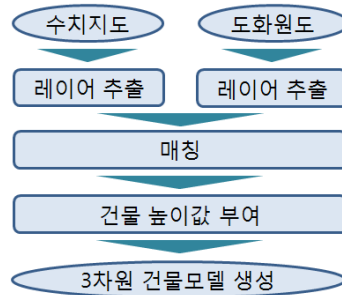 수치지도
도화원도
레이어 추출
레이어 추출
매칭
건물 높이값 부여
3차원 건물모델 생성